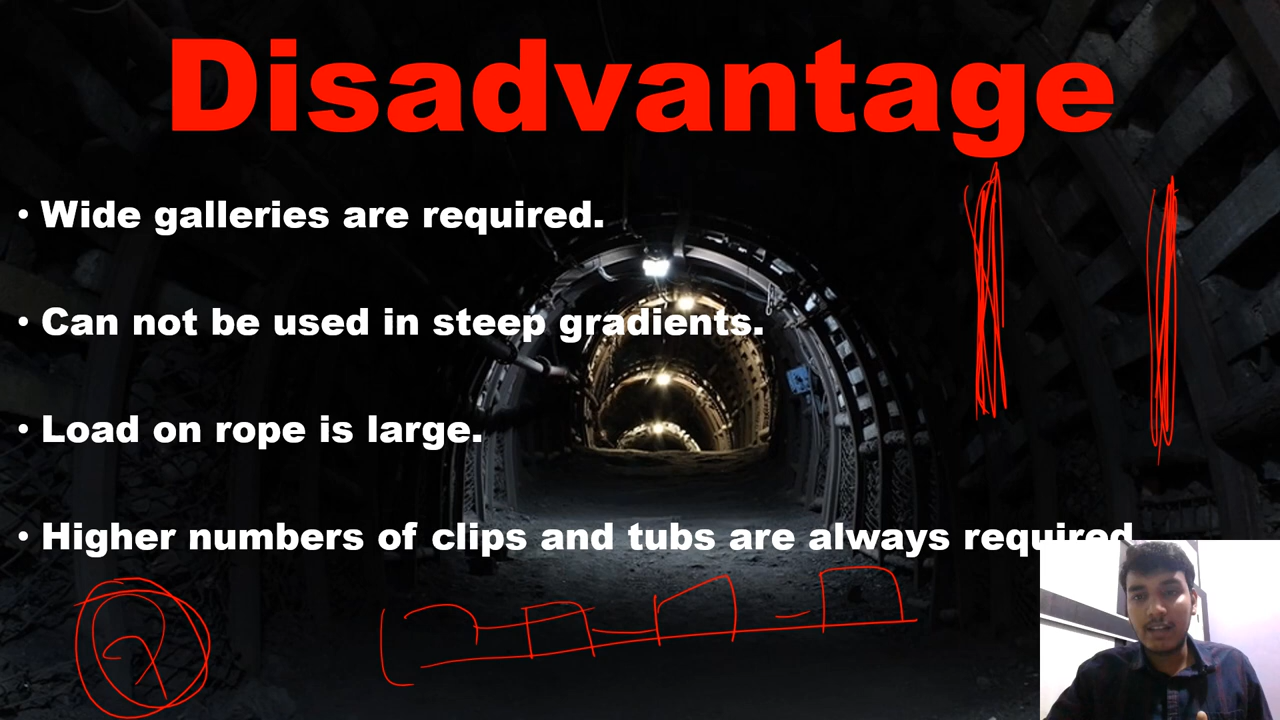 Disadvantage
• Wide galleries are required.
• Can not be used in steep gradients.
• Load on rope is large.
• Higher numbers of clips and tubs are always required